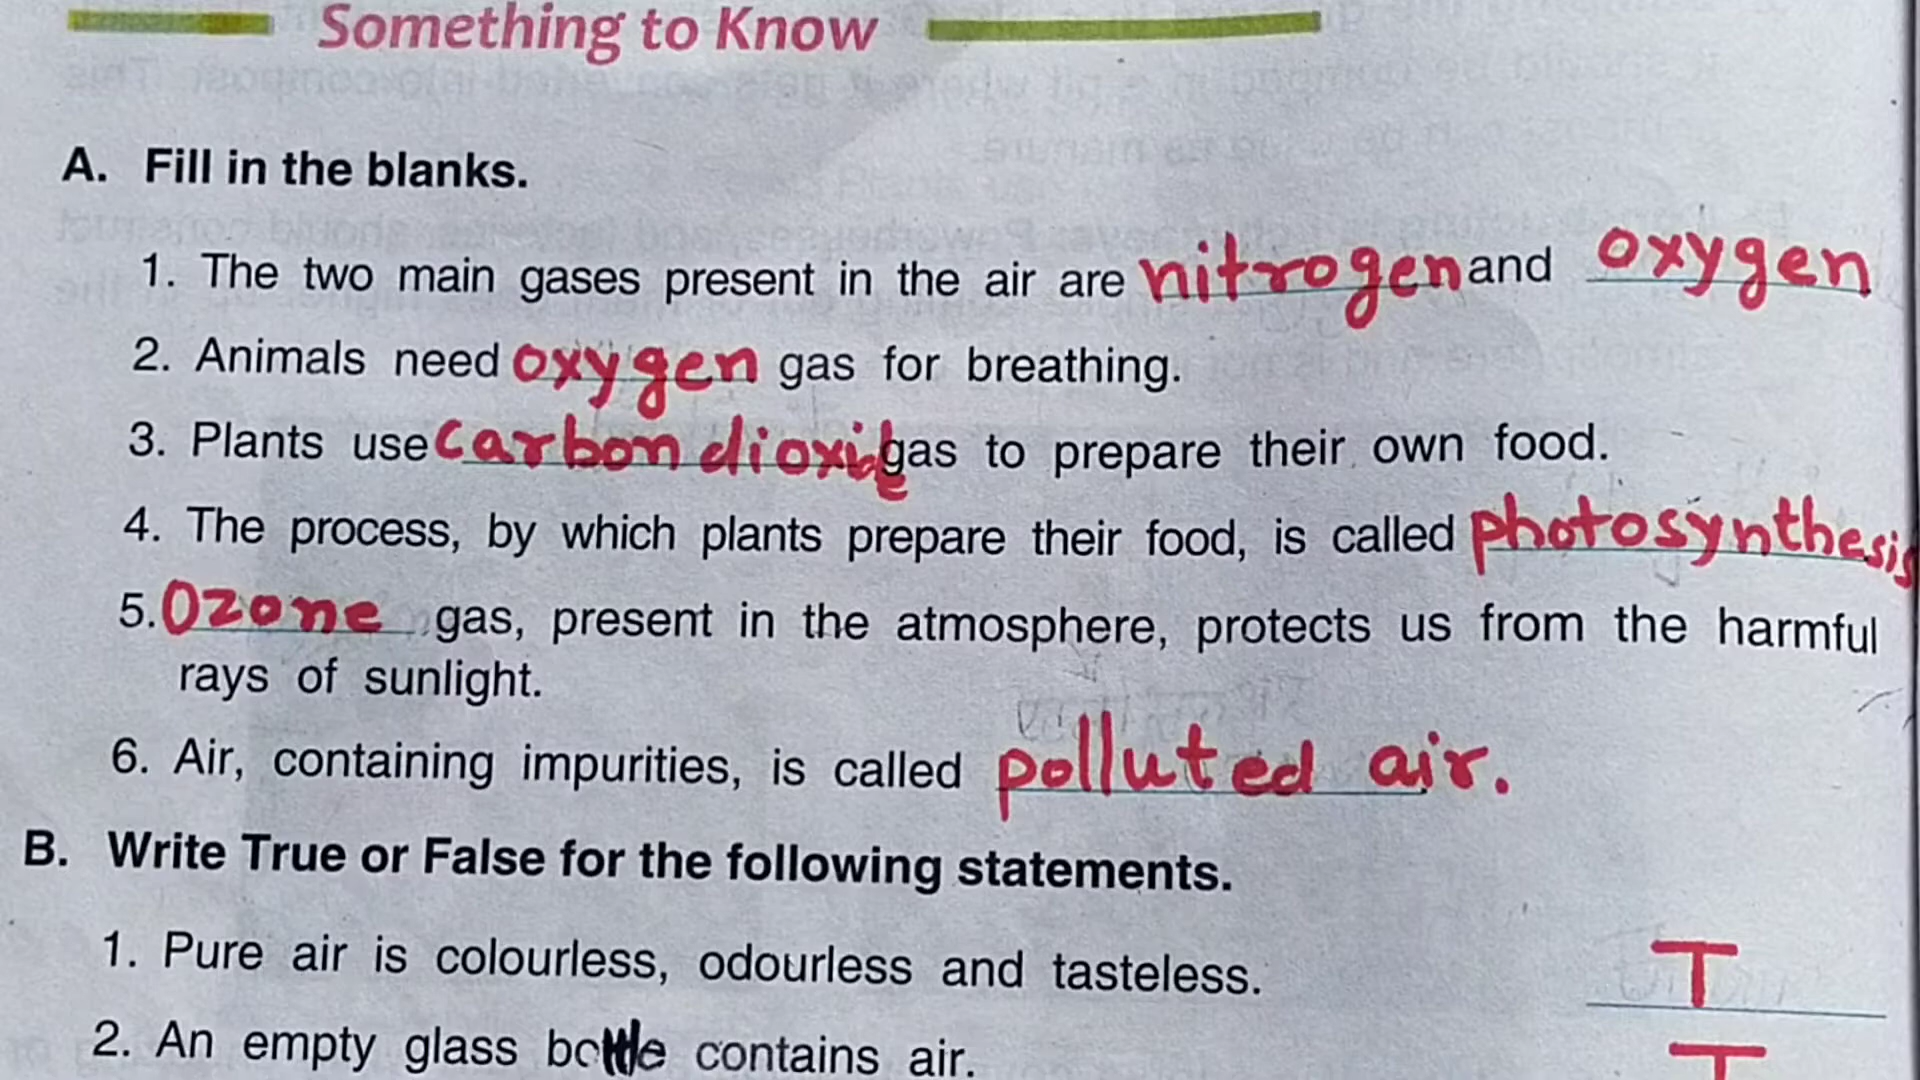 Something to Know
A. Fill in the blanks.
1. The two main gases present in the air are nitrogen and oxygen
2. Animals need oxygen gas for breathing.
3. Plants use carbon dioxide gas to prepare their own food.
4. The process, by which plants prepare their food, is called photosynthesis
5. Ozone gas, present in the atmosphere, protects us from the harmful
rays of sunlight.
6. Air, containing impurities, is called polluted air.
B. Write True or False for the following statements.
1. Pure air is colourless, odourless and tasteless. T
2. An empty glass bottle contains air. T